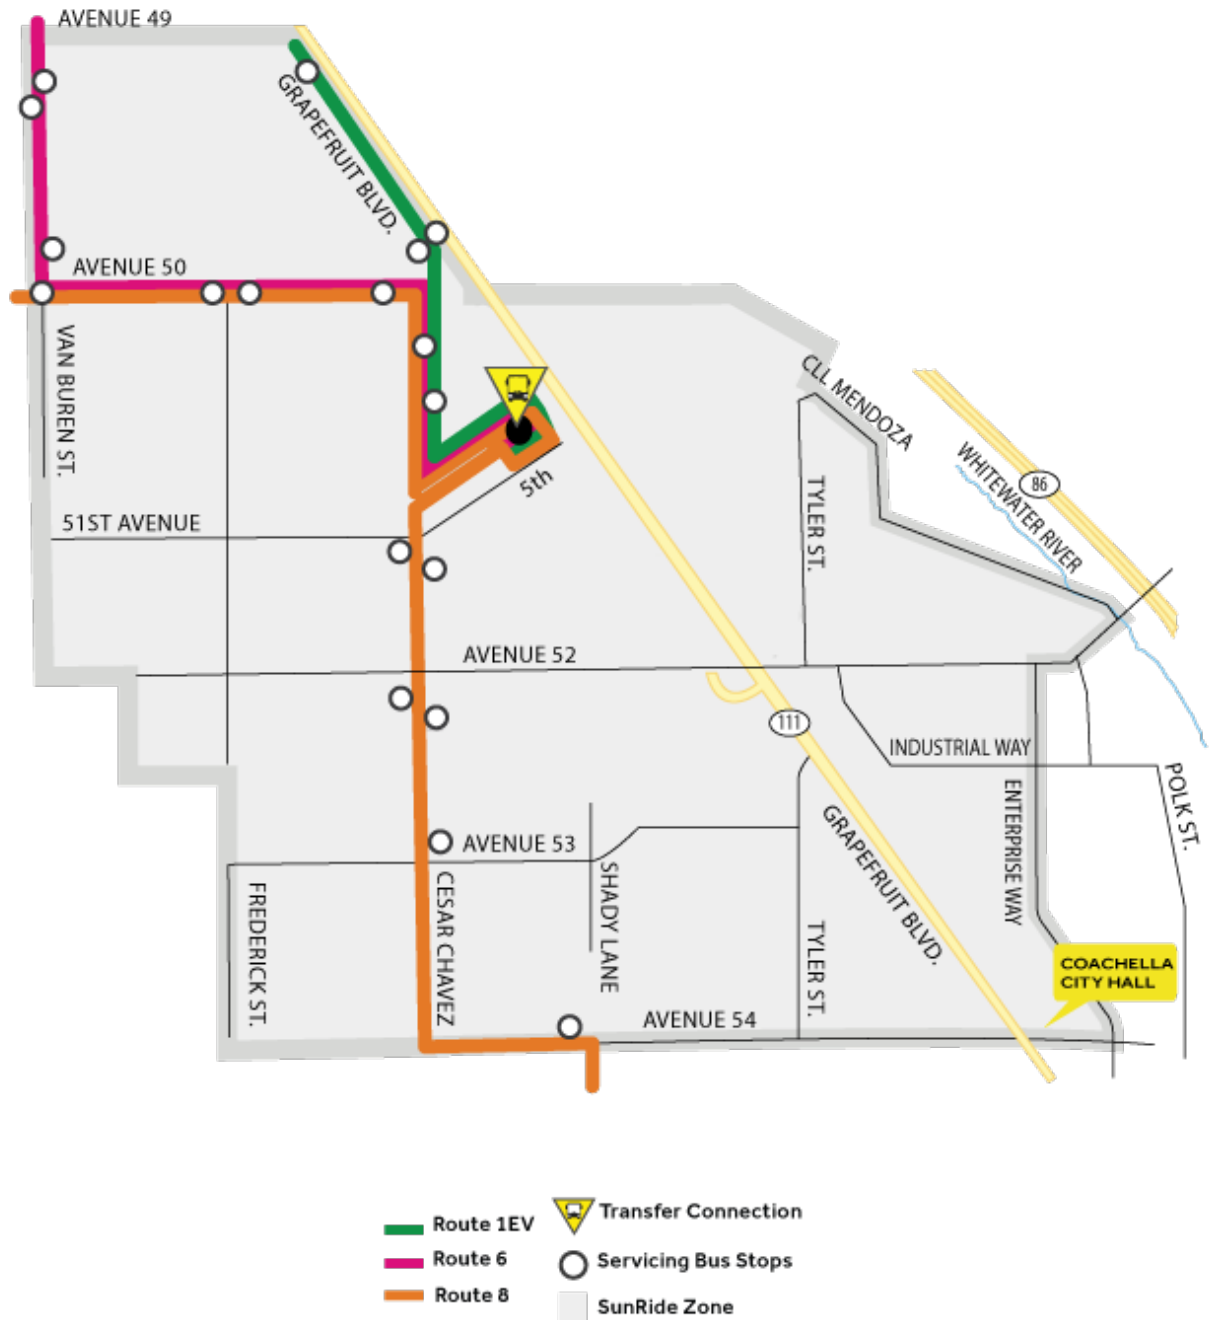 AVENUE 49
GRAPEFRUIT BLVD.
AVENUE 50
VAN BUREN ST.
CLL MENDOZA
WHITEWATER RIVER
86
5th
TYLER ST.
51ST AVENUE
AVENUE 52
111
INDUSTRIAL WAY
POLK ST.
ENTERPRISE WAY
GRAPEFRUIT BLVD.
AVENUE 53
SHADY LANE
CESAR CHAVEZ
FREDERICK ST.
TYLER ST.
COACHELLA
CITY HALL
AVENUE 54
Route 1EV
Route 6
Route 8
Transfer Connection
Servicing Bus Stops
SunRide Zone